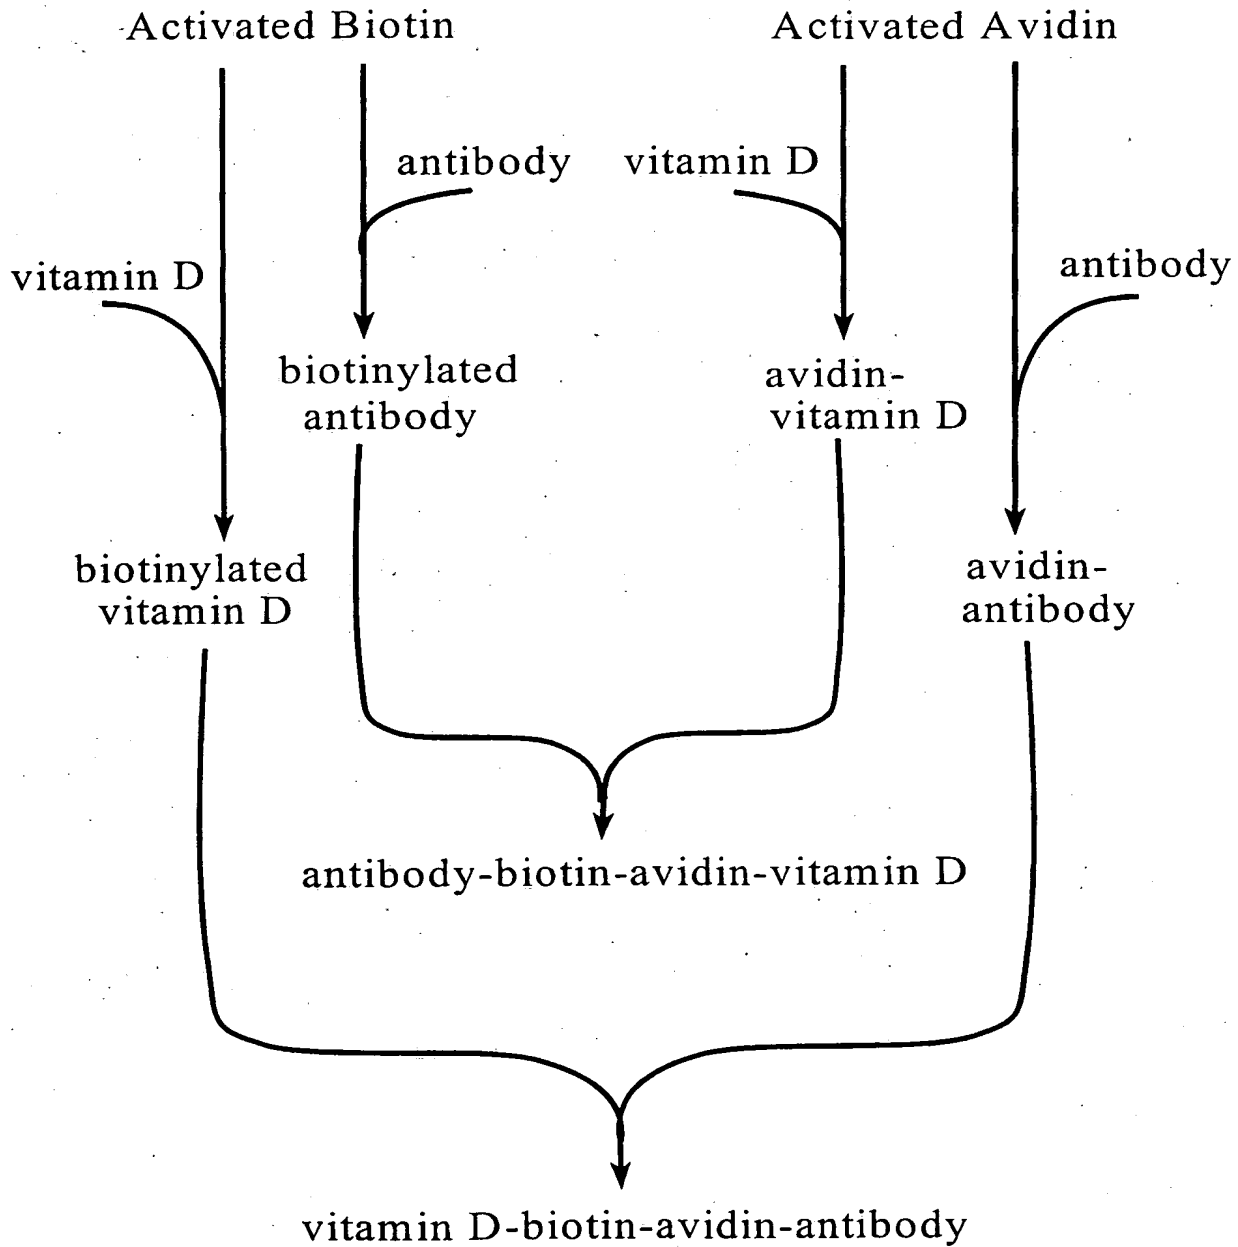 Activated Biotin
Activated Avidin
antibody
vitamin D
vitamin D
antibody
biotinylated
antibody
avidin-
vitamin D
biotinylated
vitamin D
avidin-
antibody
antibody-biotin-avidin-vitamin D
vitamin D-biotin-avidin-antibody